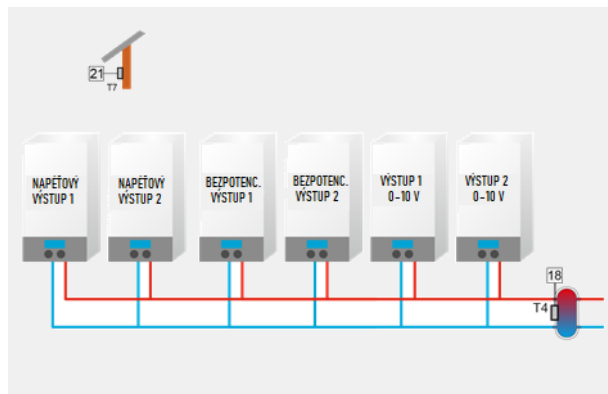 21
T7
NAPĚŤOVÝ
VÝSTUP 1
NAPĚŤOVÝ
VÝSTUP 2
BEZPOTENC.
VÝSTUP 1
BEZPOTENC.
VÝSTUP 2
VÝSTUP 1
0-10 V
VÝSTUP 2
0-10 V
18
T4